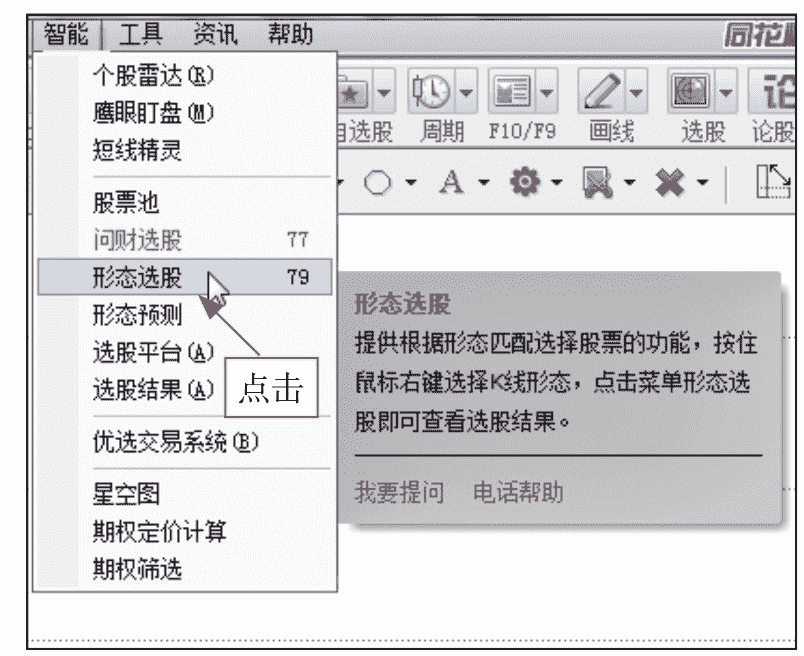 智能 工具 资讯 帮助 同花
个股雷达(R)
鹰眼盯盘(M)
短线精灵
选股 周期 F10/F9 画线 选股 论股
股票池
问财选股 77
形态选股 79
形态预测
选股平台(A)
选股结果(A)
优选交易系统(B)
星空图
期权定价计算
期权筛选
点击
形态选股
提供根据形态匹配选择股票的功能，按住
鼠标右键选择K线形态，点击菜单形态选
股即可查看选股结果。
我要提问 电话帮助